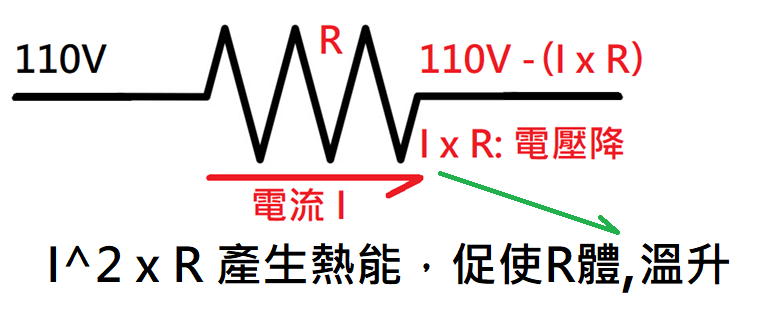 110V
R
110V - (I x R)
I x R: 電壓降
電流 I
I^2 x R 產生熱能，促使R體,溫升